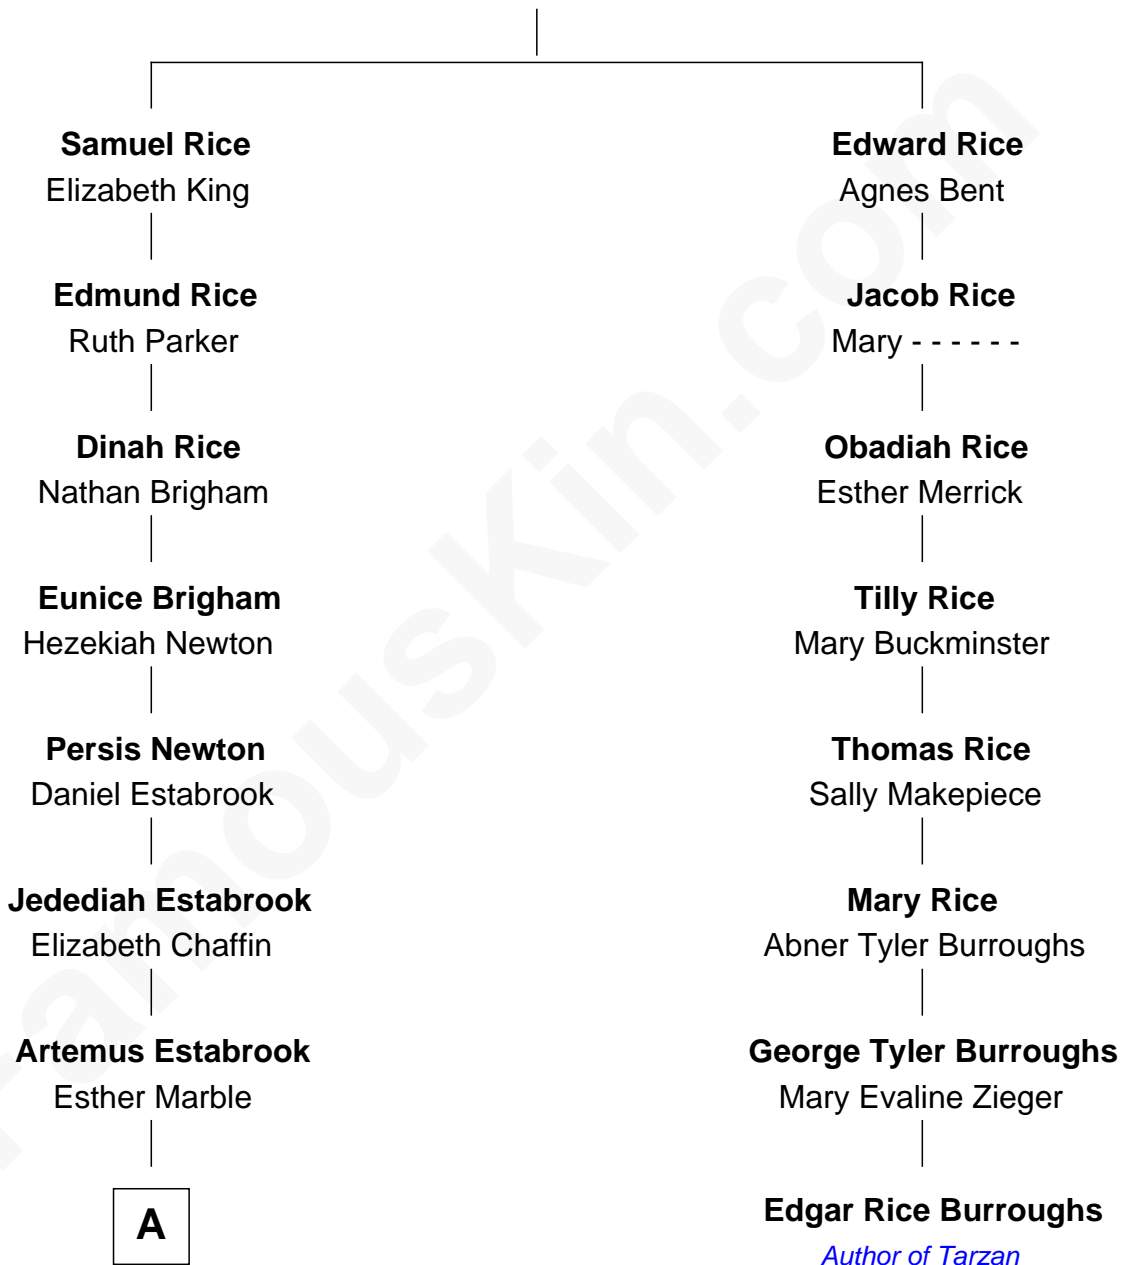 Samuel Rice
Elizabeth King
Edmund Rice
Ruth Parker
Dinah Rice
Nathan Brigham
Eunice Brigham
Hezekiah Newton
Persis Newton
Daniel Estabrook
Jedediah Estabrook
Elizabeth Chaffin
Artemus Estabrook
Esther Marble
A
Edward Rice
Agnes Bent
Jacob Rice
Mary - - - - - -
Obadiah Rice
Esther Merrick
Tilly Rice
Mary Buckminster
Thomas Rice
Sally Makepiece
Mary Rice
Abner Tyler Burroughs
George Tyler Burroughs
Mary Evaline Zieger
Edgar Rice Burroughs
Author of Tarzan
FamousKin.com